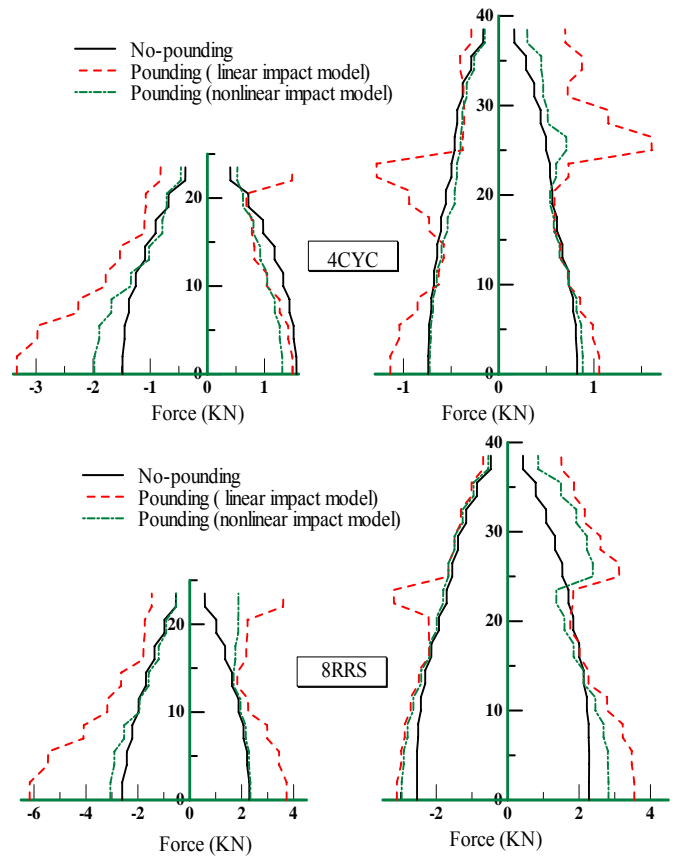 No-pounding
Pounding ( linear impact model)
Pounding (nonlinear impact model)
40
30
20
10
0
-1
1
Force (KN)
20
10
0
-3
-2
-1
0
1
Force (KN)
4CYC
No-pounding
Pounding ( linear impact model)
Pounding (nonlinear impact model)
40
30
20
10
0
-2
0
2
4
Force (KN)
20
10
0
-6
-4
-2
0
2
4
Force (KN)
8RRS